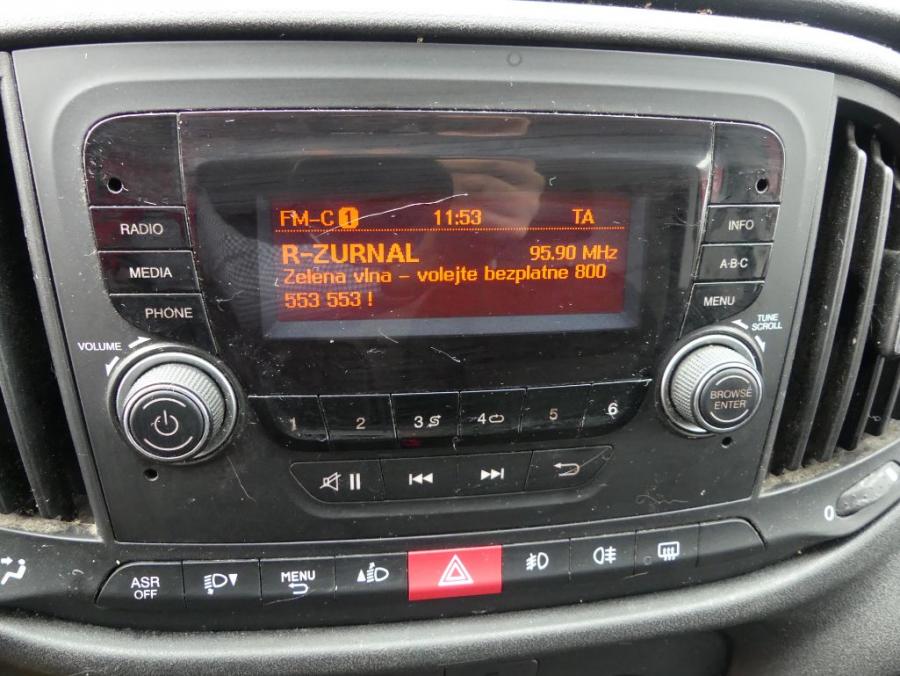 FM-C 1 11:53 TA
R-ZURNAL 95.90 MHz
Zelena vlna - volejte bezplatne 800
553 553 !
RADIO
MEDIA
PHONE
VOLUME
INFO
A·B·C
MENU
TUNE
SCROLL
BROWSE
ENTER
1 2 3 4 5 6
ASR
OFF
MENU
0